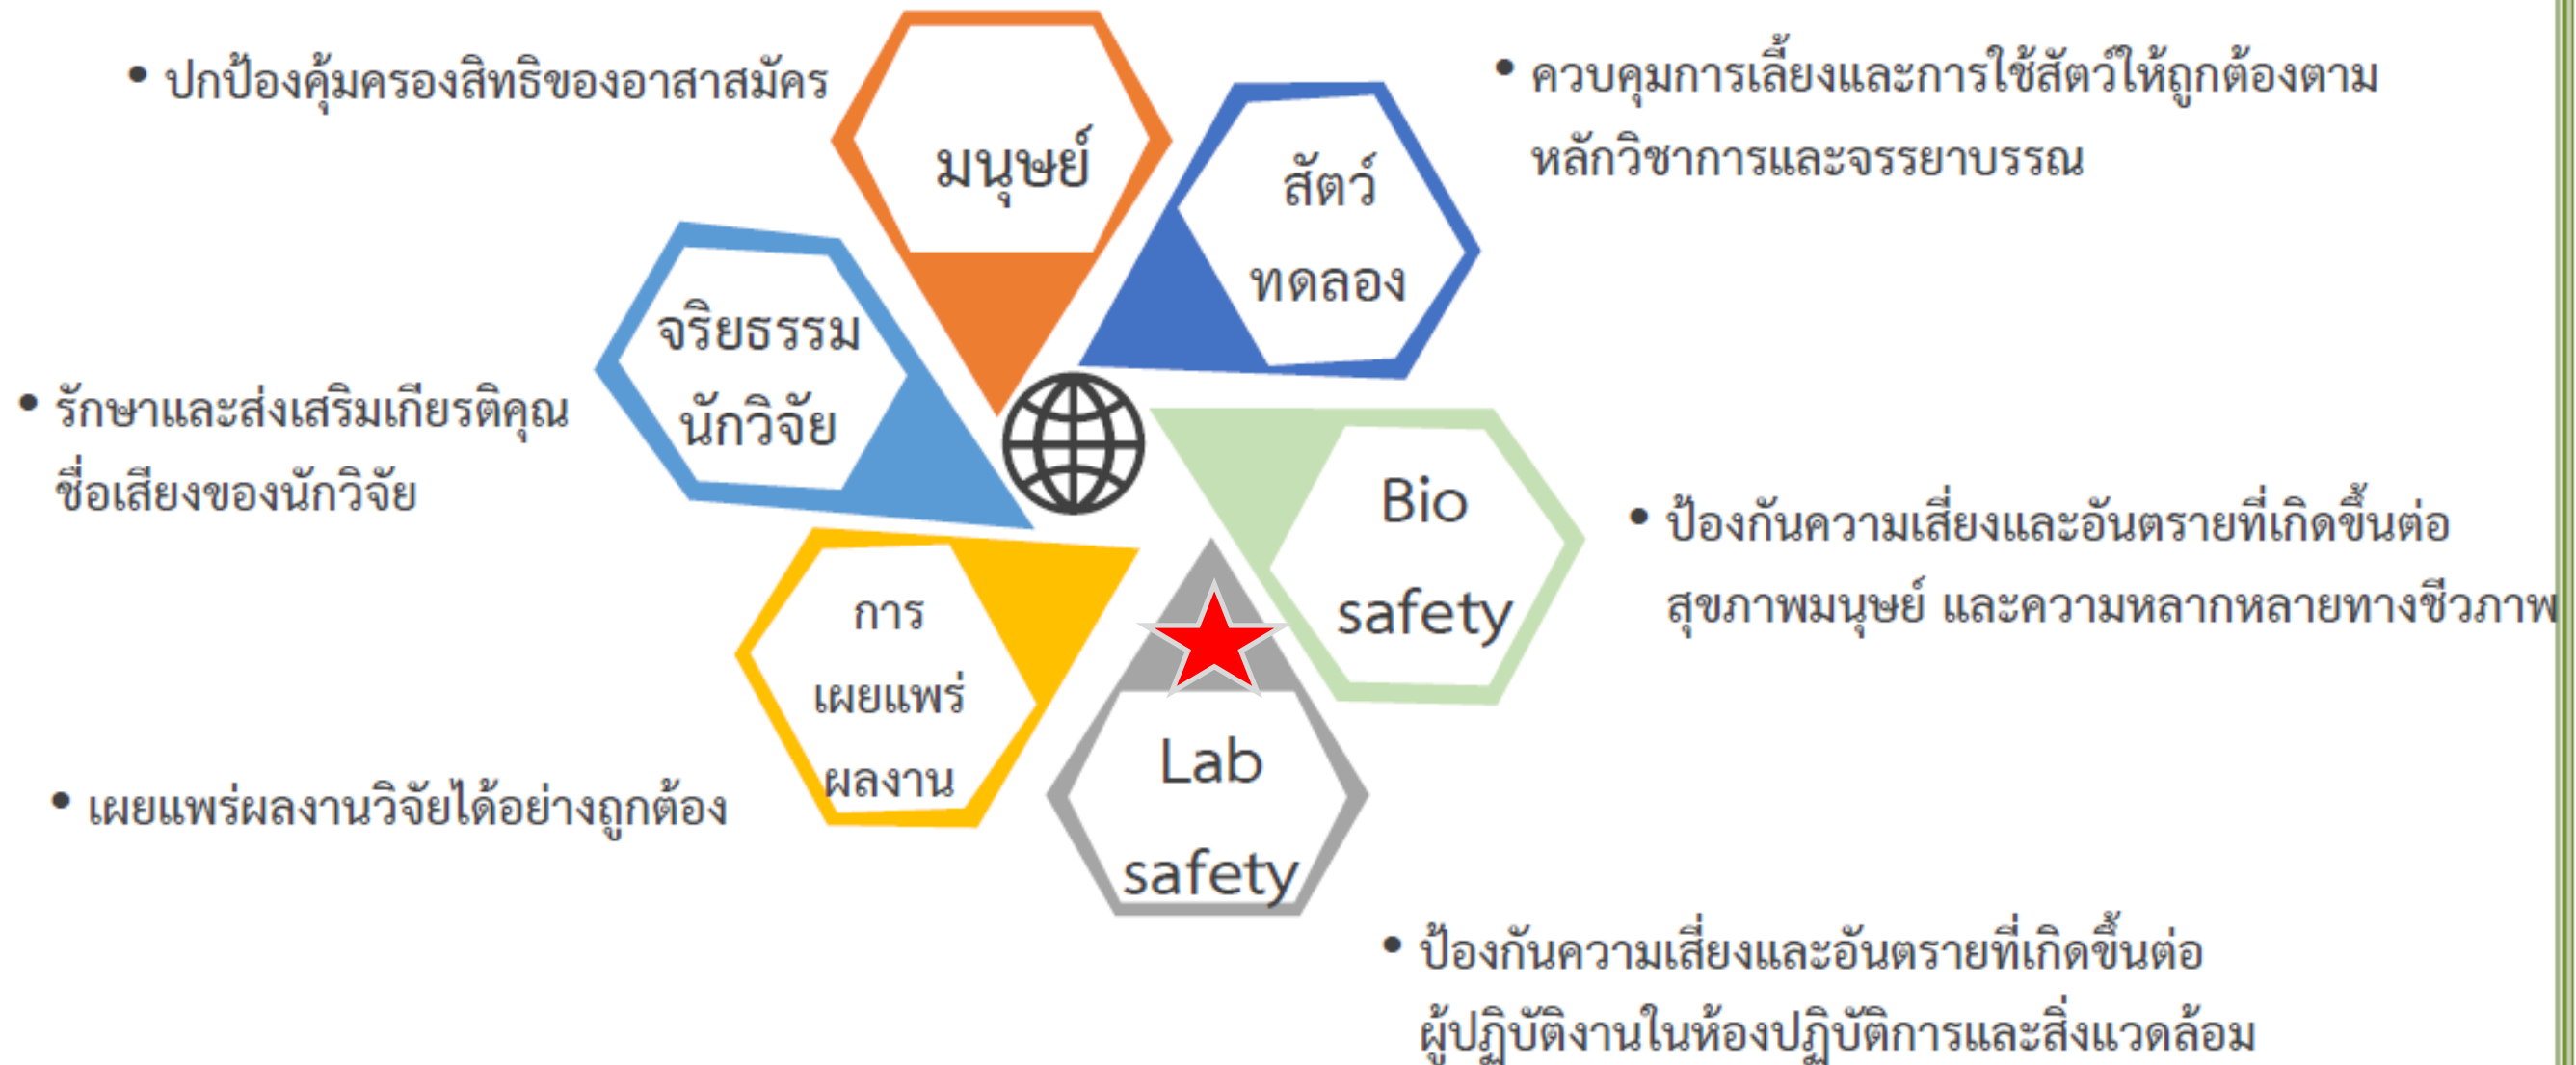 • ปกป้องคุ้มครองสิทธิของอาสาสมัคร
มนุษย์
สัตว์
ทดลอง
• ควบคุมการเลี้ยงและการใช้สัตว์ให้ถูกต้องตาม
หลักวิชาการและจรรยาบรรณ
จริยธรรม
นักวิจัย
• รักษาและส่งเสริมเกียรติคุณ
ชื่อเสียงของนักวิจัย
Bio
safety
• ป้องกันความเสี่ยงและอันตรายที่เกิดขึ้นต่อ
สุขภาพมนุษย์ และความหลากหลายทางชีวภาพ
การ
เผยแพร่
ผลงาน
• เผยแพร่ผลงานวิจัยได้อย่างถูกต้อง
Lab
safety
• ป้องกันความเสี่ยงและอันตรายที่เกิดขึ้นต่อ
ผู้ปฏิบัติงานในห้องปฏิบัติการและสิ่งแวดล้อม